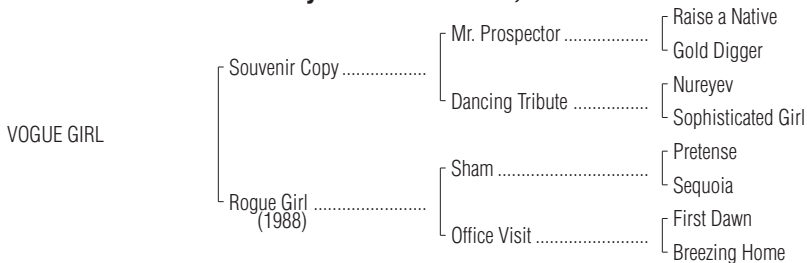 Raise a Native
Mr. Prospector ..................
Gold Digger
Souvenir Copy ..................
Nureyev
Dancing Tribute ................
Sophisticated Girl
VOGUE GIRL
Pretense
Sham ................................
Sequoia
Rogue Girl ........................
(1988)
First Dawn
Office Visit ........................
Breezing Home